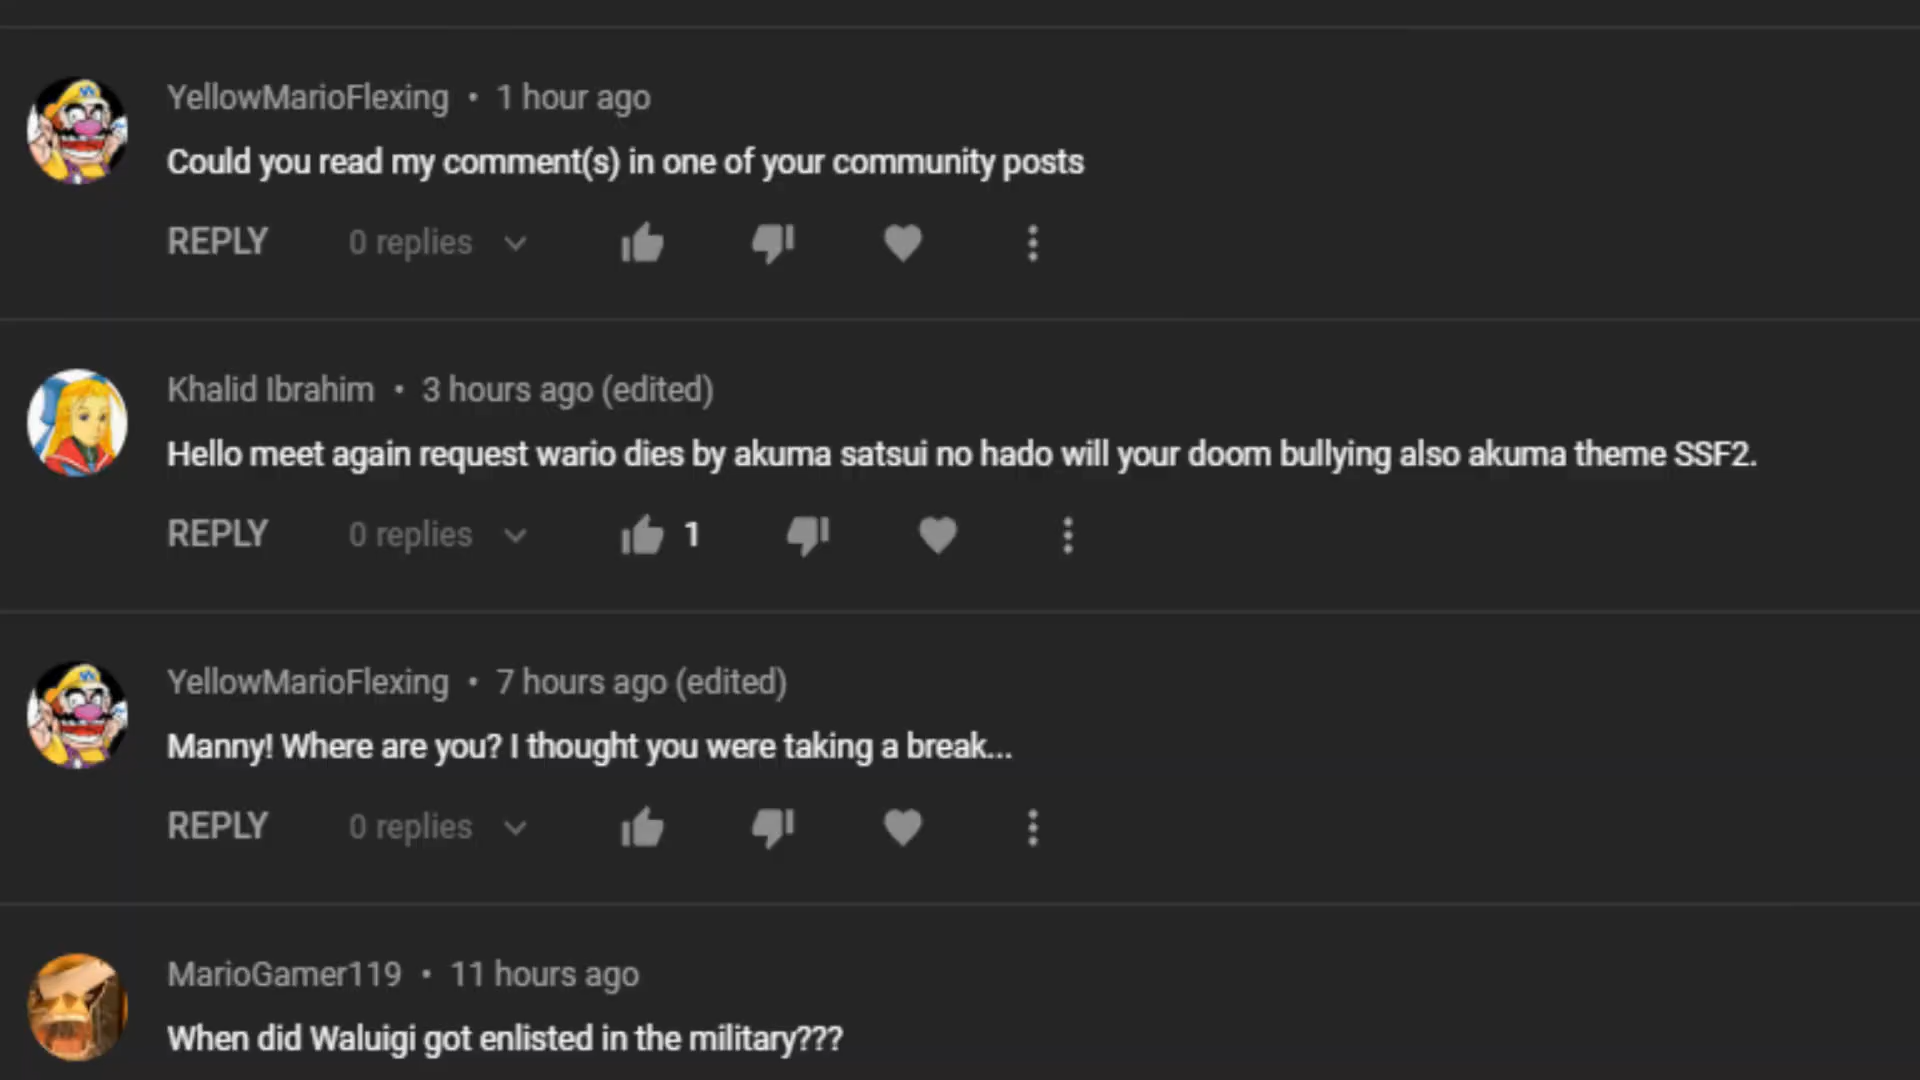 YellowMarioFlexing • 1 hour ago
Could you read my comment(s) in one of your community posts
REPLY 0 replies
Khalid Ibrahim • 3 hours ago (edited)
Hello meet again request wario dies by akuma satsui no hado will your doom bullying also akuma theme SSF2.
REPLY 0 replies 1
YellowMarioFlexing • 7 hours ago (edited)
Manny! Where are you? I thought you were taking a break...
REPLY 0 replies
MarioGamer119 • 11 hours ago
When did Waluigi got enlisted in the military???